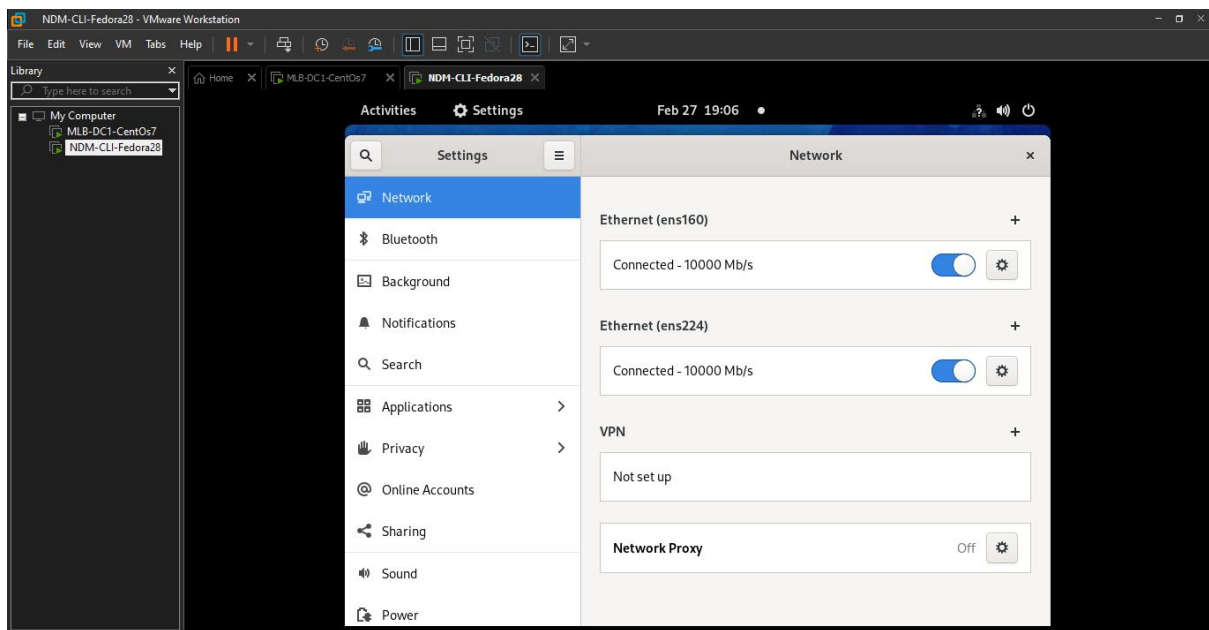 NDM-CLI-Fedora28 - VMware Workstation
File Edit View VM Tabs Help
Library
Type here to search
My Computer
MLB-DC1-CentOs7
NDM-CLI-Fedora28
Home MLB-DC1-CentOs7 NDM-CLI-Fedora28
Activities Settings Feb 27 19:06
Settings Network
Network
Bluetooth
Background
Notifications
Search
Applications
Privacy
Online Accounts
Sharing
Sound
Power
Ethernet (ens160)
Connected - 10000 Mb/s
Ethernet (ens224)
Connected - 10000 Mb/s
VPN
Not set up
Network Proxy Off